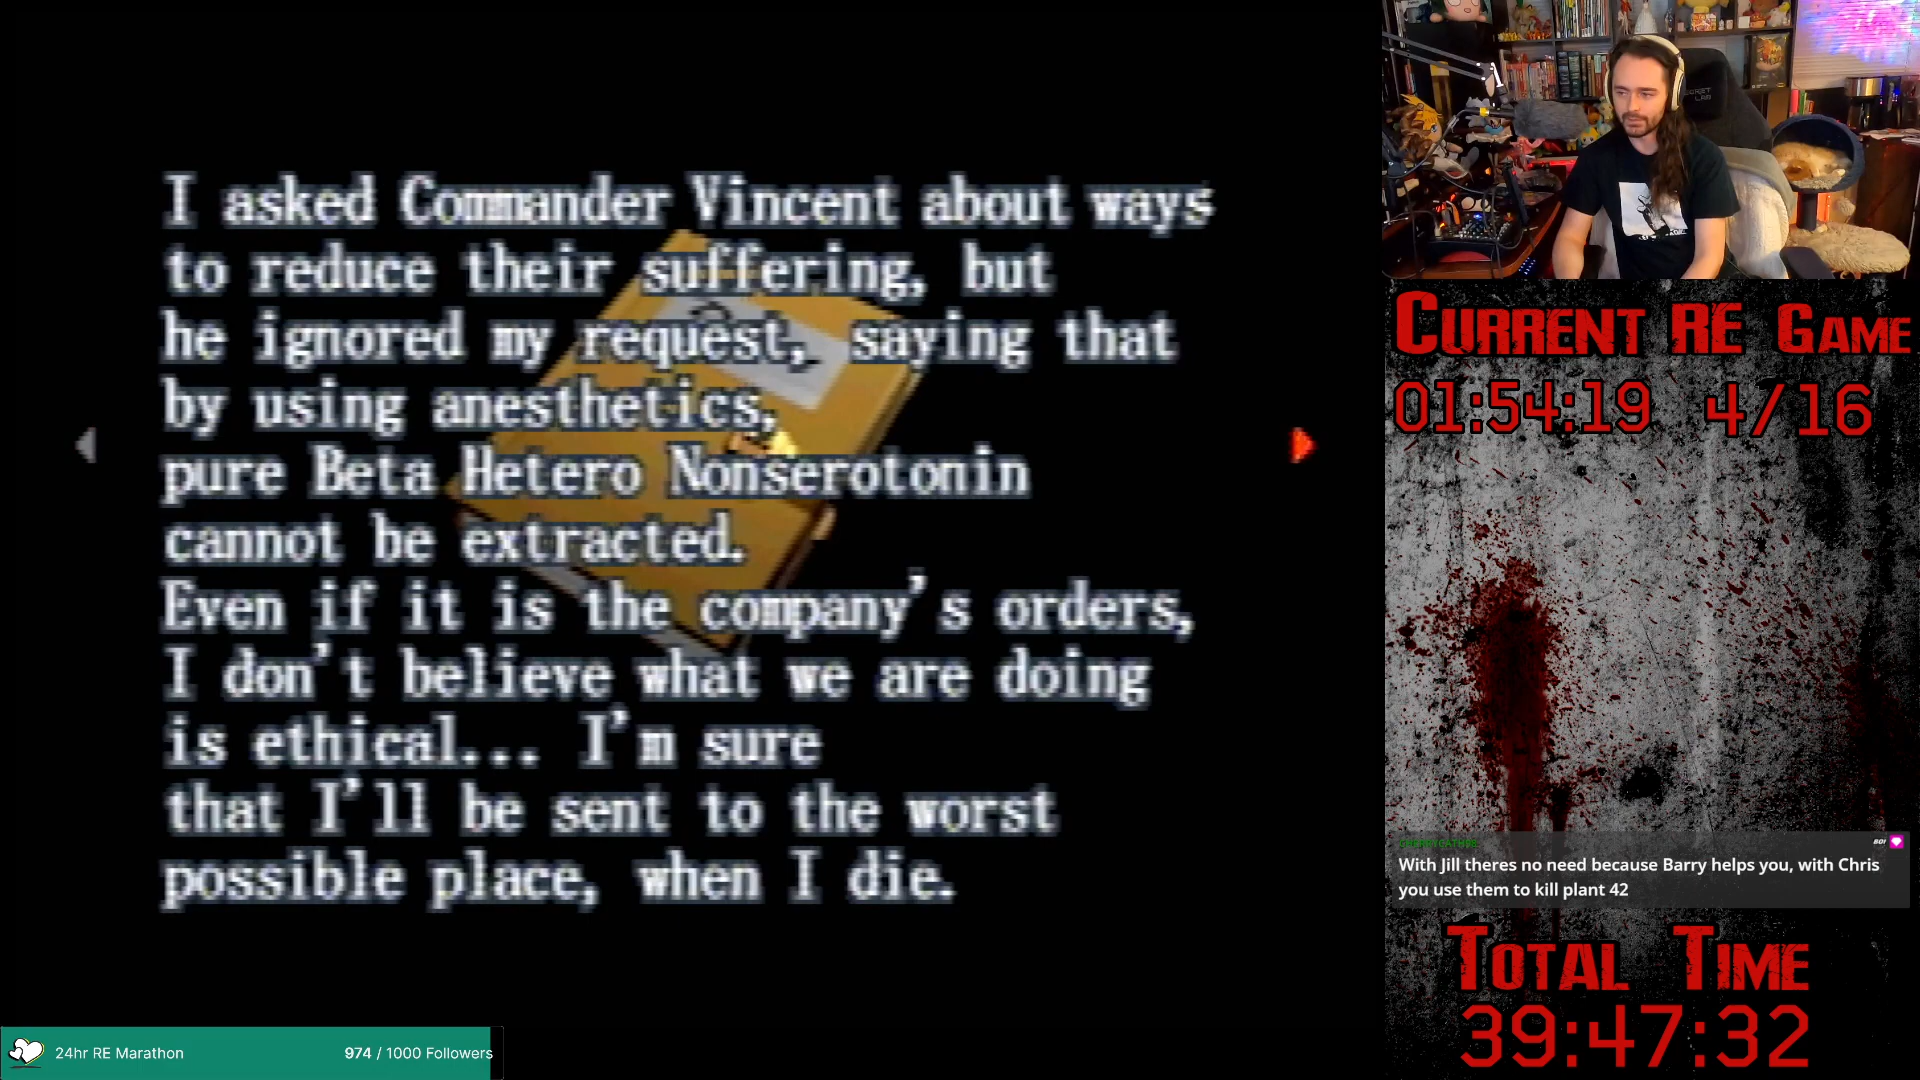 I asked Commander Vincent about ways
to reduce their suffering, but
he ignored my request, saying that
by using anesthetics,
pure Beta Hetero Nonserotonin
cannot be extracted.
Even if it is the company's orders,
I don't believe what we are doing
is ethical... I'm sure
that I'll be sent to the worst
possible place, when I die.
CURRENT RE GAME
01:54:19 4/16
With Jill theres no need because Barry helps you, with Chris
you use them to kill plant 42
TOTAL TIME
39:47:32
24hr RE Marathon 974 / 1000 Followers